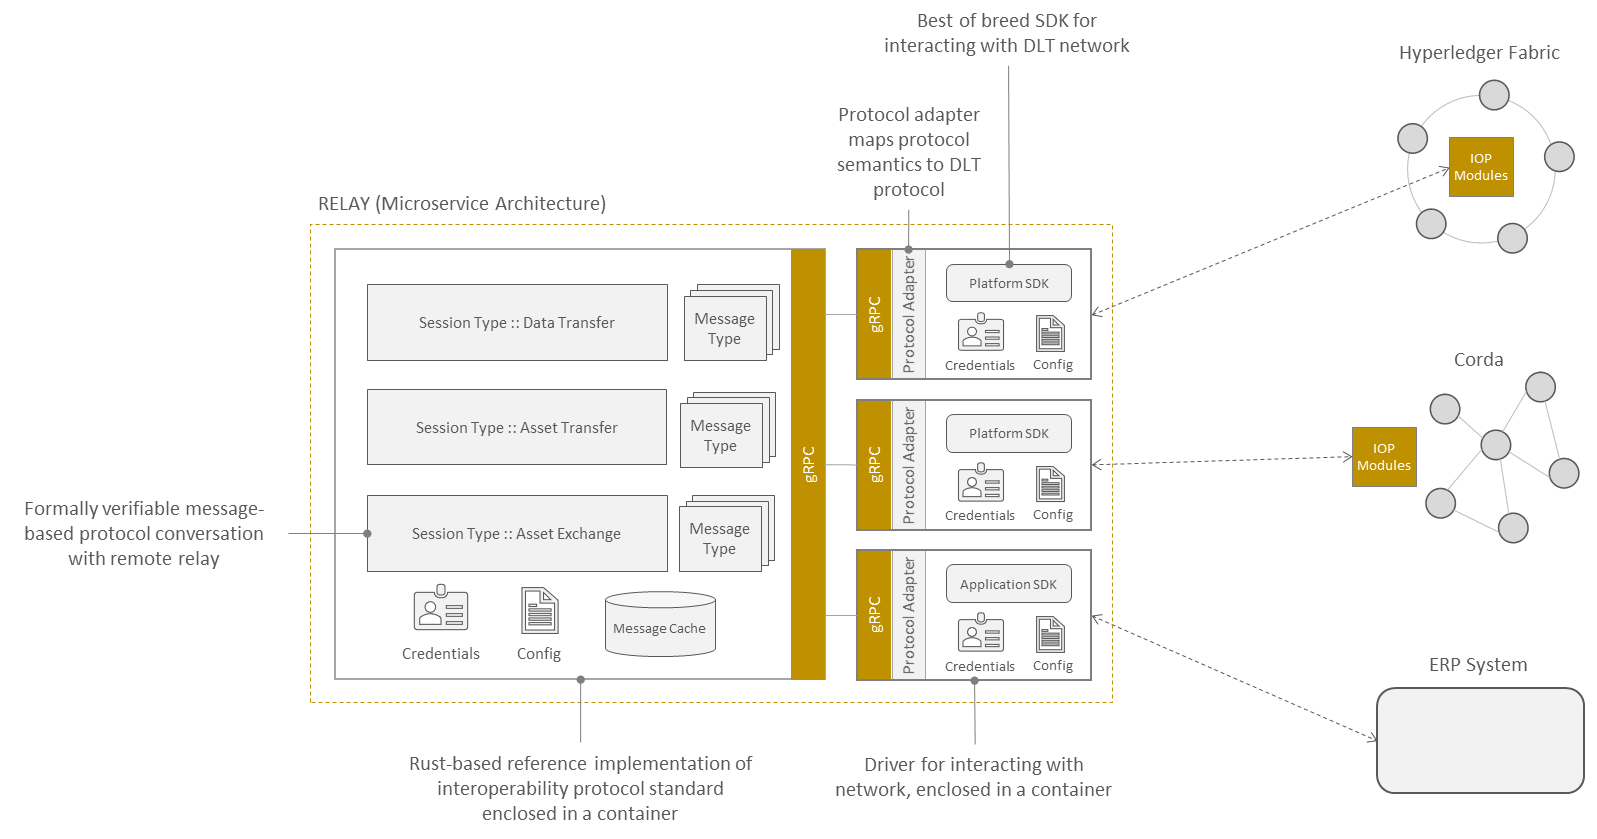 Best of breed SDK for
interacting with DLT network
Hyperledger Fabric
Protocol adapter
maps protocol
semantics to DLT
protocol
IOP
Modules
RELAY (Microservice Architecture)
Session Type :: Data Transfer
Message
Type
gRPC
gRPC
Protocol Adapter
Platform SDK
Credentials
Config
Corda
Session Type :: Asset Transfer
Message
Type
gRPC
Protocol Adapter
Platform SDK
Credentials
Config
IOP
Modules
Formally verifiable message-
based protocol conversation
with remote relay
Session Type :: Asset Exchange
Message
Type
gRPC
Protocol Adapter
Application SDK
Credentials
Config
Credentials
Config
Message Cache
ERP System
Rust-based reference implementation of
interoperability protocol standard
enclosed in a container
Driver for interacting with
network, enclosed in a container